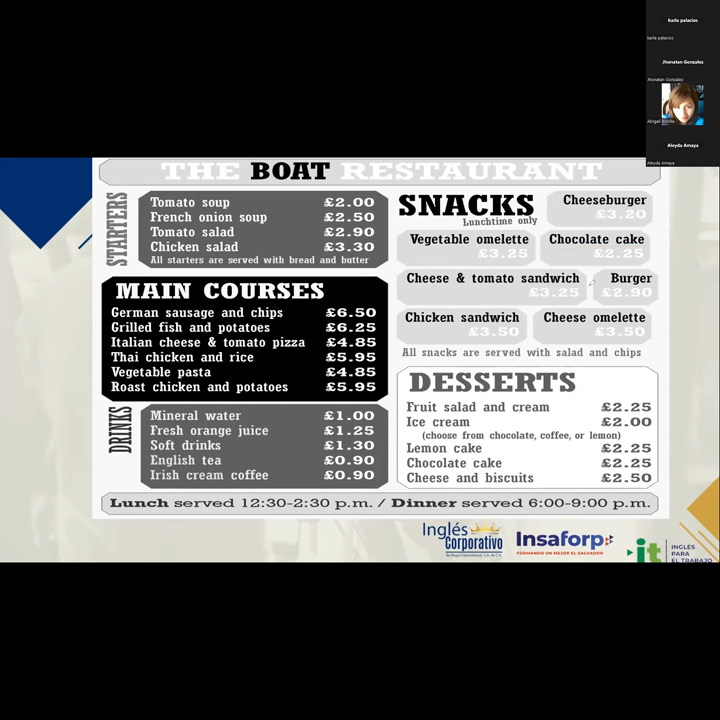 karla palacios
karla palacios
Jhonatan Gonzalez
Jhonatan Gonzalez
Abigail
Aleyda Amaya
Aleyda Amaya
THE BOAT RESTAURANT
STARTERS
Tomato soup £2.00
French onion soup £2.50
Tomato salad £2.90
Chicken salad £3.30
All starters are served with bread and butter
MAIN COURSES
German sausage and chips £6.50
Grilled fish and potatoes £6.25
Italian cheese & tomato pizza £4.85
Thai chicken and rice £5.95
Vegetable pasta £4.85
Roast chicken and potatoes £5.95
DRINKS
Mineral water £1.00
Fresh orange juice £1.25
Soft drinks £1.30
English tea £0.90
Irish cream coffee £0.90
SNACKS
Lunchtime only
Cheeseburger
£3.20
Vegetable omelette
£3.25
Chocolate cake
£2.25
Cheese & tomato sandwich
£3.25
Burger
£2.90
Chicken sandwich
£3.50
Cheese omelette
£3.50
All snacks are served with salad and chips
DESSERTS
Fruit salad and cream £2.25
Ice cream £2.00
(choose from chocolate, coffee, or lemon)
Lemon cake £2.25
Chocolate cake £2.25
Cheese and biscuits £2.50
Lunch served 12:30-2:30 p.m. / Dinner served 6:00-9:00 p.m.
Inglés
Corporativo
Insaforp
FORMANDO UN MEJOR EL SALVADOR
it
INGLÉS
PARA
EL TRABAJO